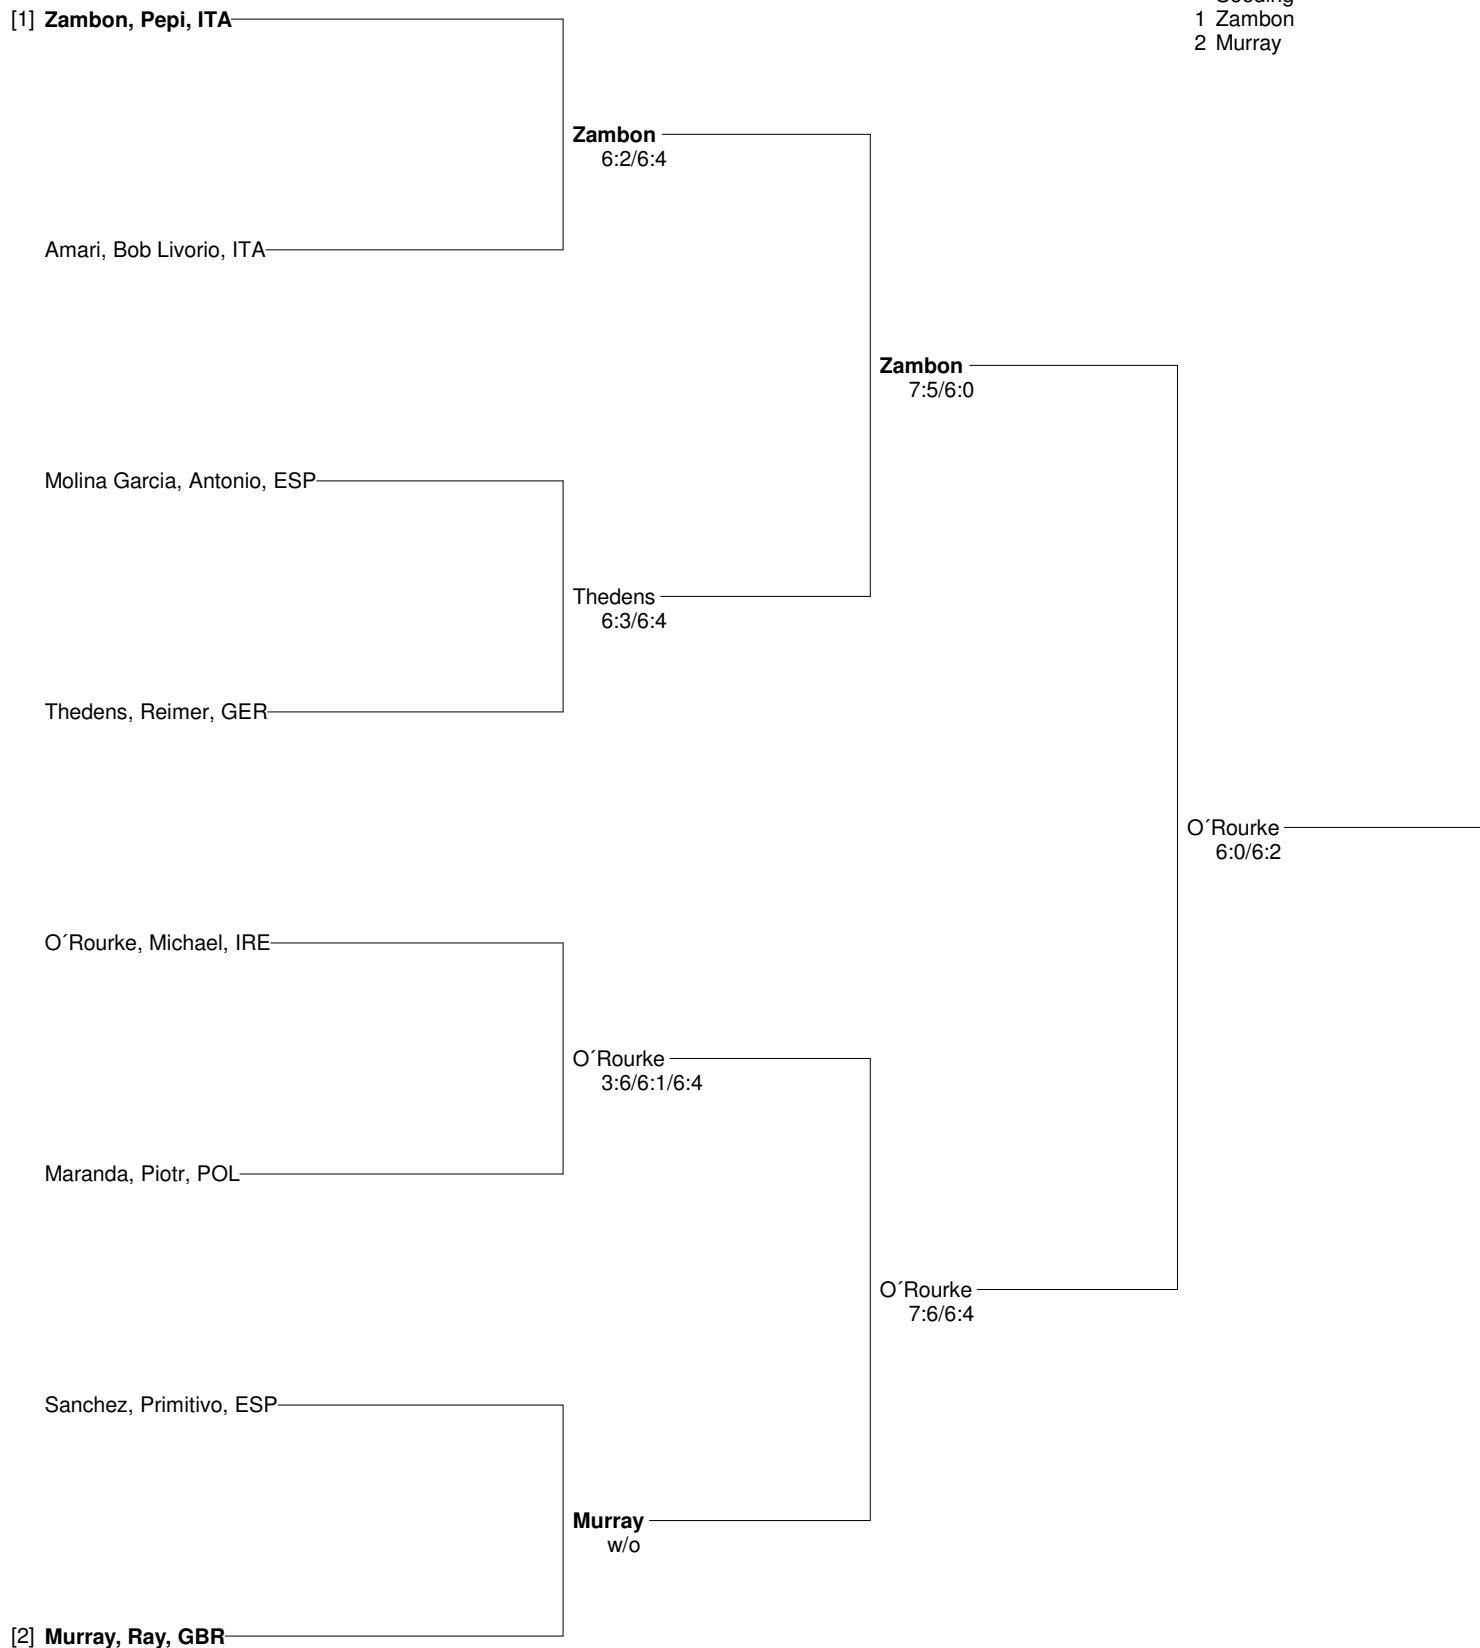 Seeding
[1] Zambon, Pepi, ITA
1 Zambon
2 Murray
Zambon
6:2/6:4
Amari, Bob Livorio, ITA
Zambon
7:5/6:0
Molina Garcia, Antonio, ESP
Thedens
6:3/6:4
Thedens, Reimer, GER
O´Rourke
6:0/6:2
O´Rourke, Michael, IRE
O´Rourke
3:6/6:1/6:4
Maranda, Piotr, POL
O´Rourke
7:6/6:4
Sanchez, Primitivo, ESP
Murray
w/o
[2] Murray, Ray, GBR